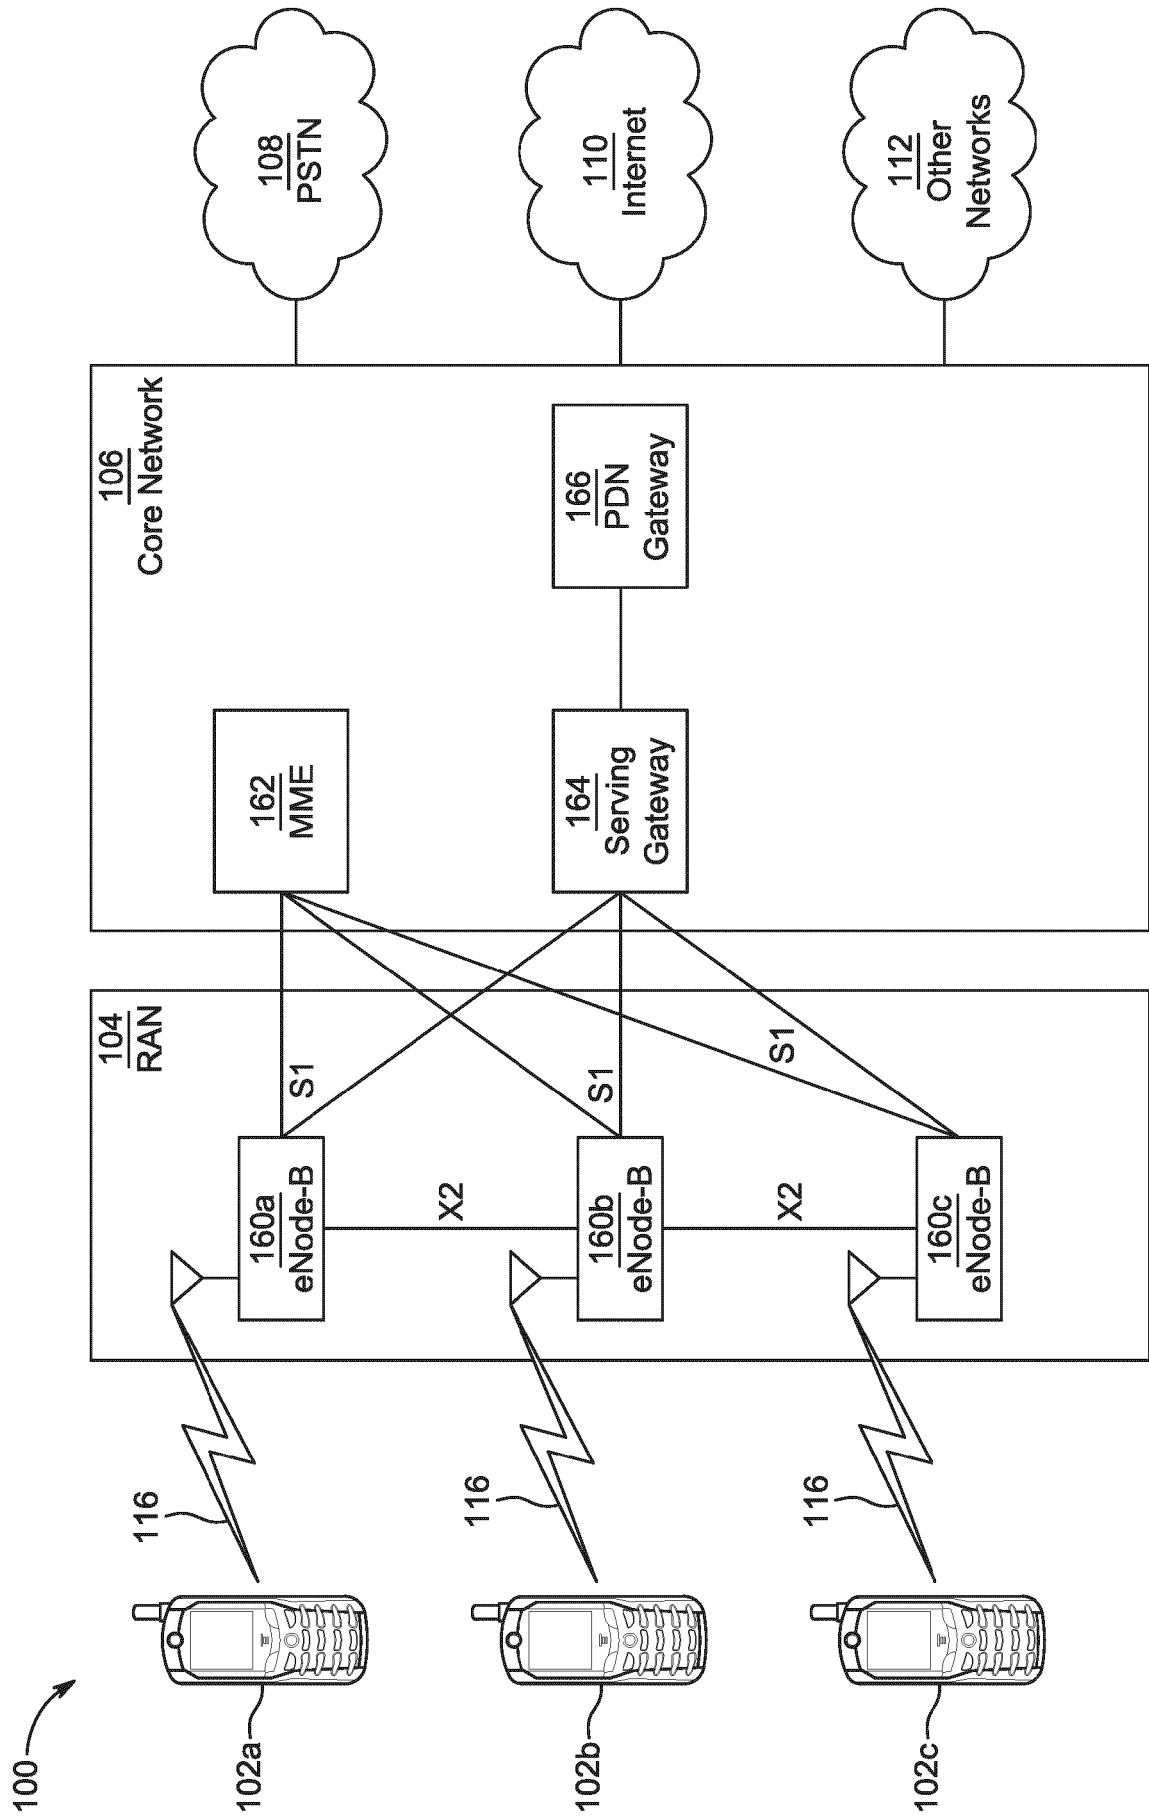 100
102a
102b
102c
116
116
116
104
RAN
160a
eNode-B
160b
eNode-B
160c
eNode-B
X2
X2
S1
S1
S1
106
Core Network
162
MME
164
Serving
Gateway
166
PDN
Gateway
108
PSTN
110
Internet
112
Other
Networks